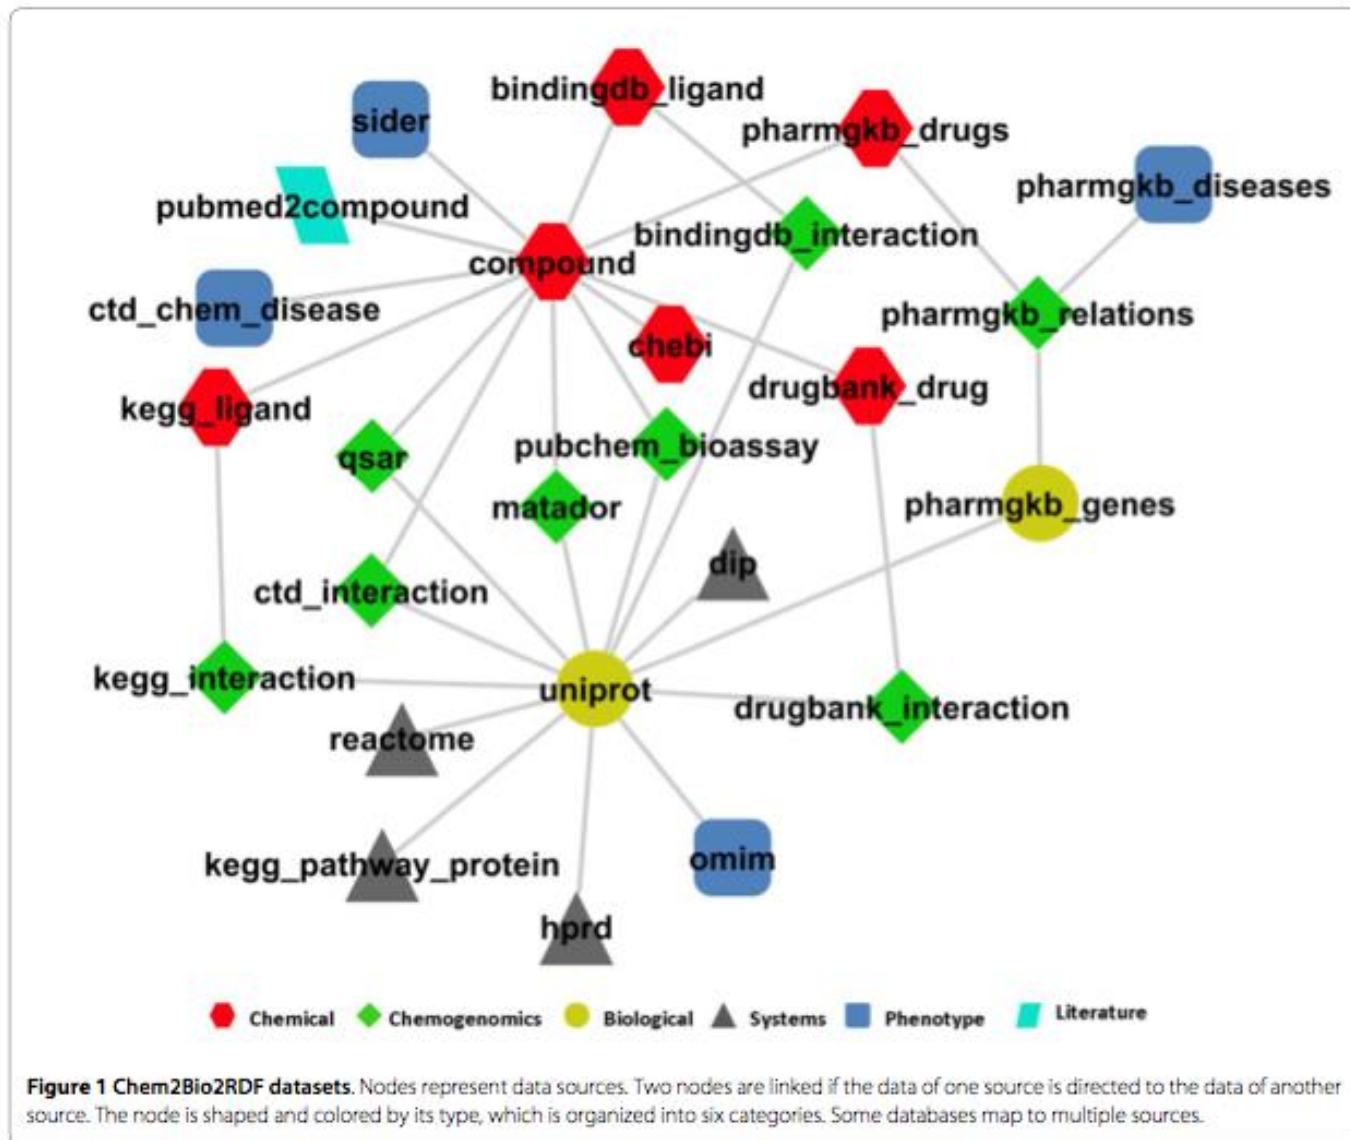 bindingdb_ligand
sider
pharmgkb_drugs
pharmgkb_diseases
pubmed2compound
bindingdb_interaction
compound
ctd_chem_disease
pharmgkb_relations
chebi
drugbank_drug
kegg_ligand
pubchem_bioassay
qsar
matador
pharmgkb_genes
dip
ctd_interaction
kegg_interaction
uniprot
drugbank_interaction
reactome
omim
kegg_pathway_protein
hprd
Chemical Chemogenomics Biological Systems Phenotype Literature
Figure 1 Chem2Bio2RDF datasets. Nodes represent data sources. Two nodes are linked if the data of one source is directed to the data of another
source. The node is shaped and colored by its type, which is organized into six categories. Some databases map to multiple sources.